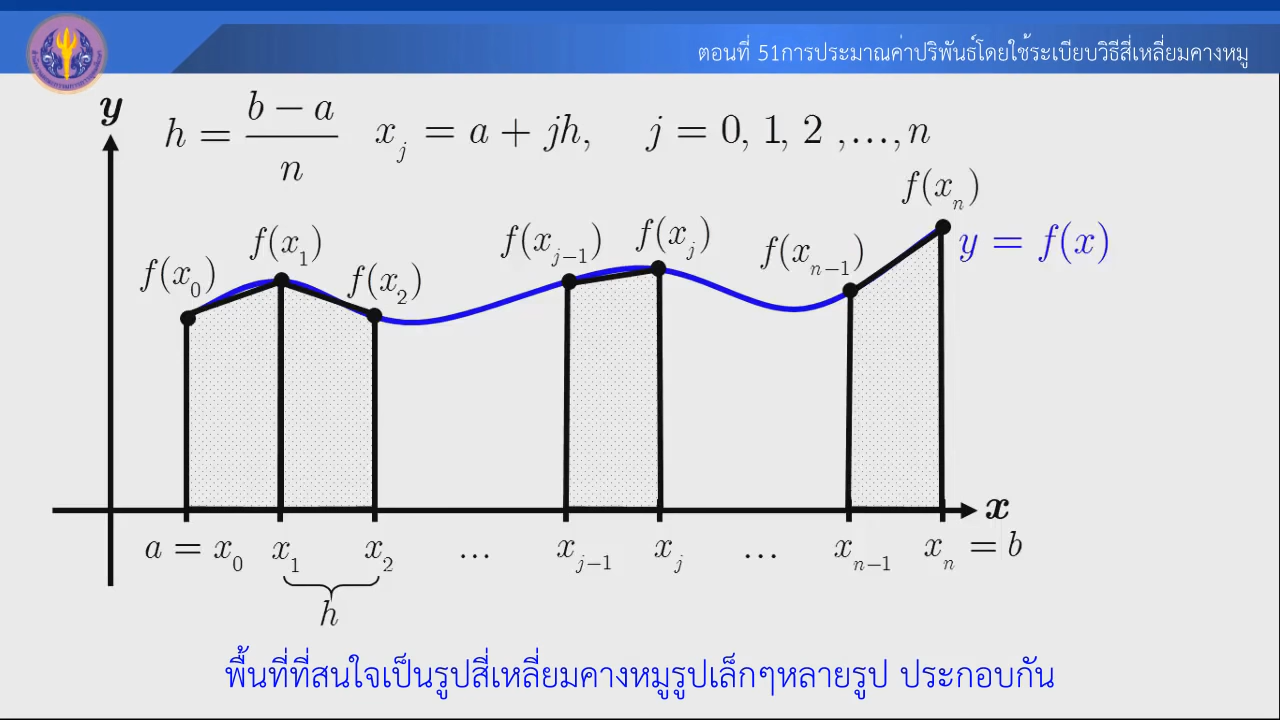 ตอนที่ 51การประมาณค่าปริพันธ์โดยใช้ระเบียบวิธีสี่เหลี่ยมคางหมู
y
h = \frac{b - a}{n} x_j = a + jh, j = 0, 1, 2 ,...,n
f(x_n)
f(x_0) f(x_1) f(x_2) f(x_{j-1}) f(x_j) f(x_{n-1}) y = f(x)
x
a = x_0 x_1 x_2 ... x_{j-1} x_j ... x_{n-1} x_n = b
h
พื้นที่ที่สนใจเป็นรูปสี่เหลี่ยมคางหมูรูปเล็กๆหลายรูป ประกอบกัน